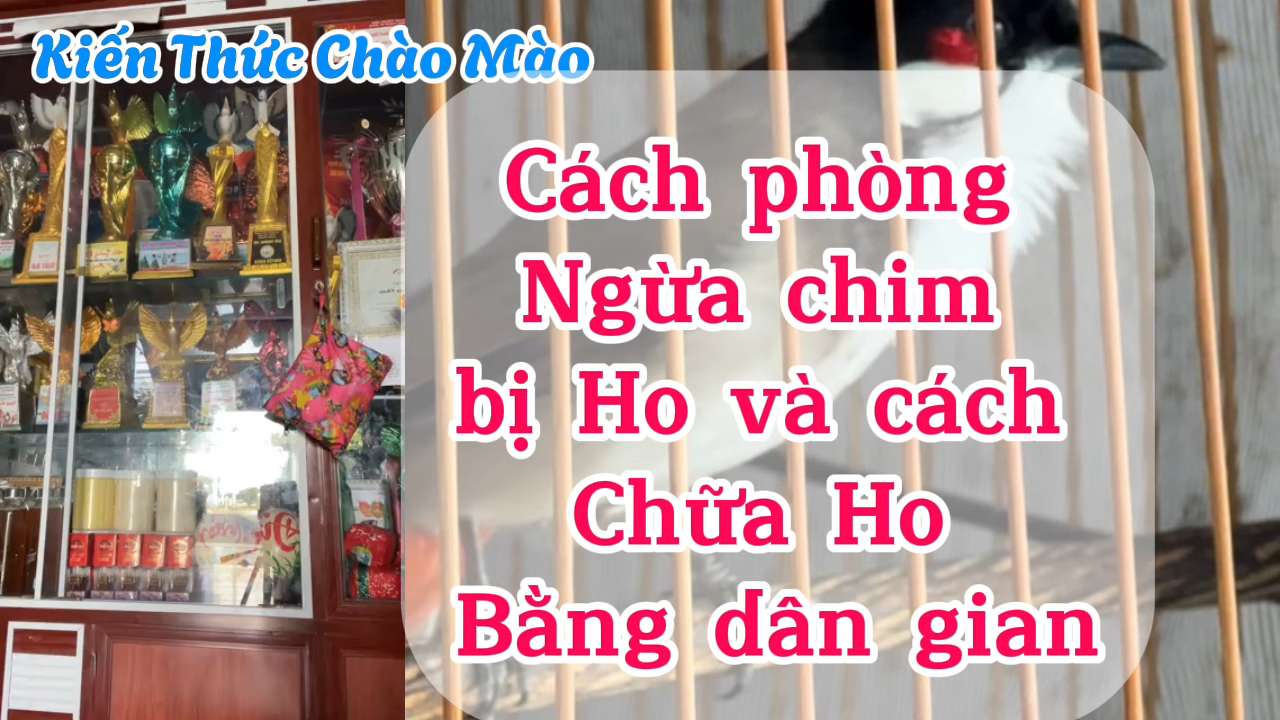 Kiến Thức Chào Mào
Cách phòng
Ngừa chim
bị Ho và cách
Chữa Ho
Bằng dân gian